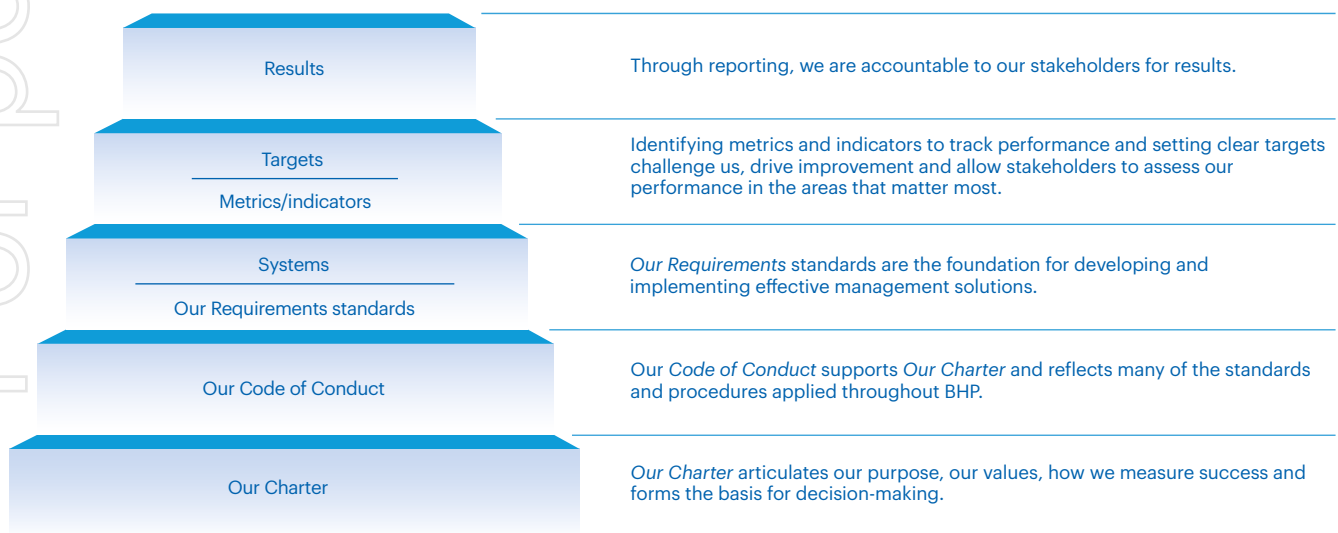 Results
Through reporting, we are accountable to our stakeholders for results.
Targets
Metrics/indicators
Identifying metrics and indicators to track performance and setting clear targets
challenge us, drive improvement and allow stakeholders to assess our
performance in the areas that matter most.
Systems
Our Requirements standards
Our Requirements standards are the foundation for developing and
implementing effective management solutions.
Our Code of Conduct
Our Code of Conduct supports Our Charter and reflects many of the standards
and procedures applied throughout BHP.
Our Charter
Our Charter articulates our purpose, our values, how we measure success and
forms the basis for decision-making.